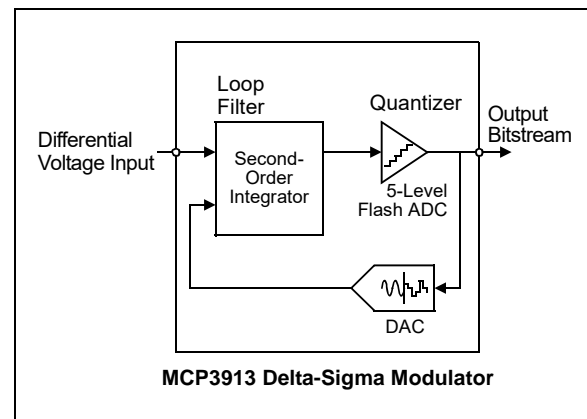 Loop
Filter
Quantizer
Output
Bitstream
Differential
Voltage Input
Second-
Order
Integrator
5-Level
Flash ADC
DAC
MCP3913 Delta-Sigma Modulator